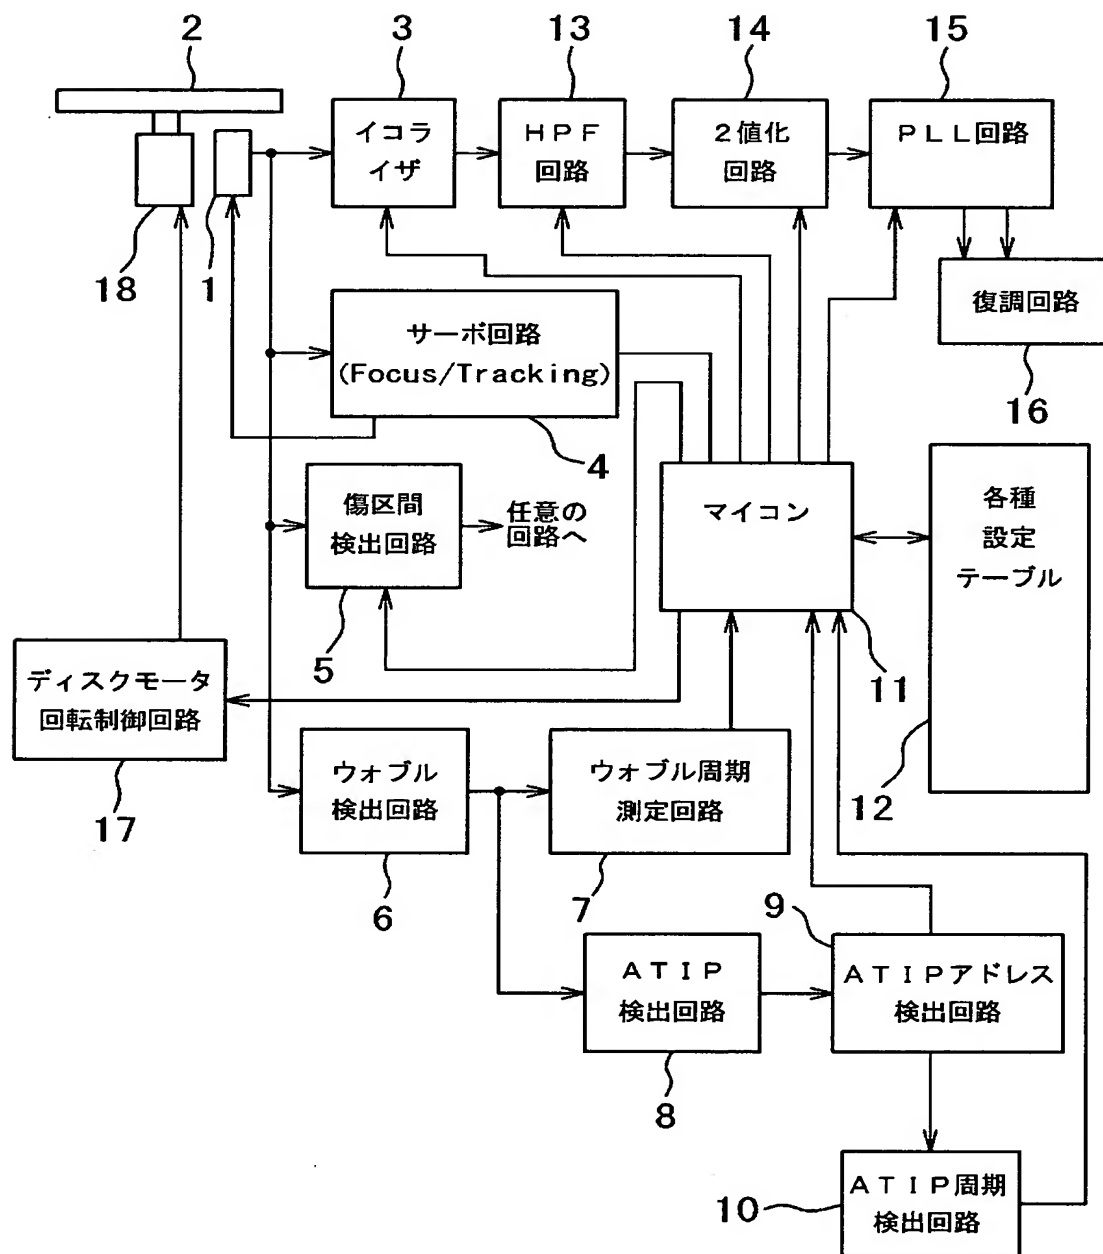 2
3
13
14
15
イコラ
イザ
HPF
回路
2値化
回路
PLL回路
18
1
復調回路
16
サーボ回路
(Focus/Tracking)
4
傷区間
検出回路
任意の
回路へ
5
マイコン
11
各種
設定
テーブル
12
ディスクモータ
回転制御回路
17
ウォブル
検出回路
6
ウォブル周期
測定回路
7
ATIP
検出回路
8
9
ATIPアドレス
検出回路
10
ATIP周期
検出回路